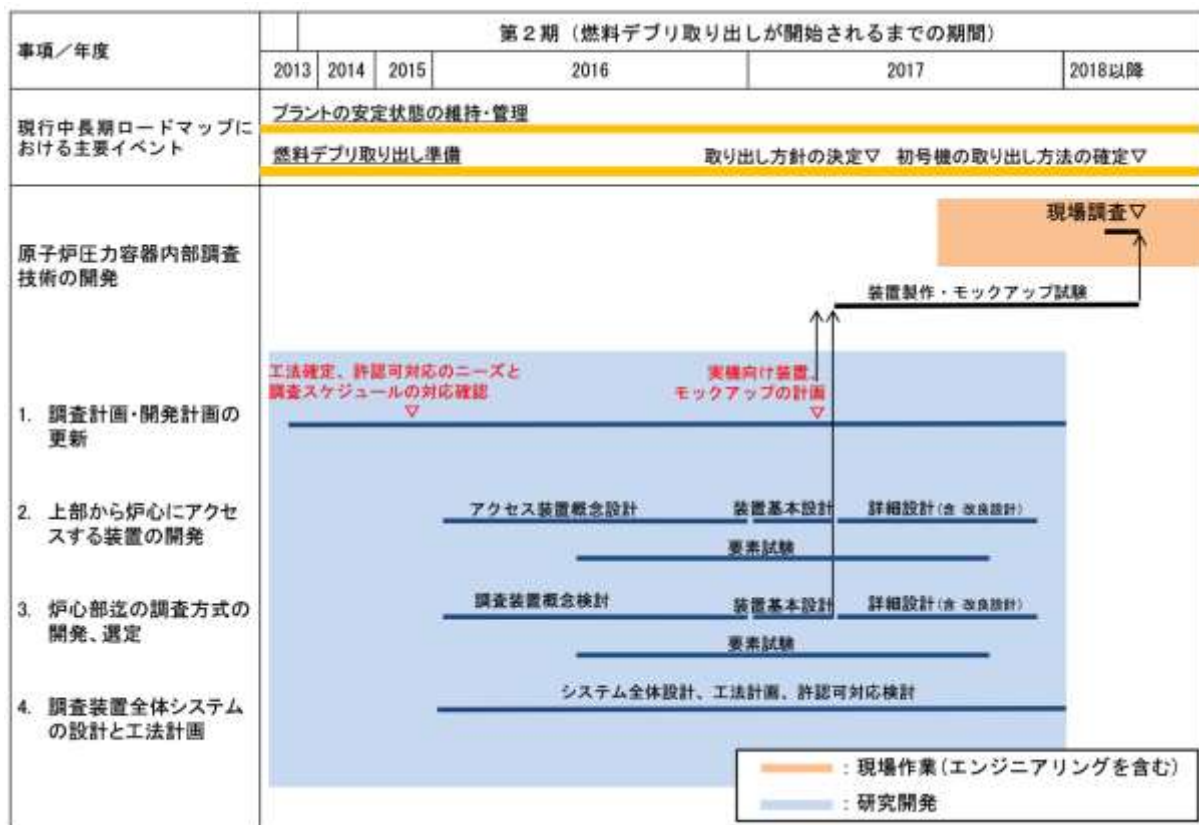 事項／年度
第２期（燃料デブリ取り出しが開始されるまでの期間）
2013
2014
2015
2016
2017
2018以降
現行中長期ロードマップに
おける主要イベント
プラントの安定状態の維持・管理
燃料デブリ取り出し準備
取り出し方針の決定▽
初号機の取り出し方法の確定▽
原子炉圧力容器内部調査
技術の開発
現場調査▽
装置製作・モックアップ試験
工法確定、許認可対応のニーズと
調査スケジュールの対応確認
▽
実機向け装置、
モックアップの計画
▽
1. 調査計画・開発計画の
更新
2. 上部から炉心にアクセ
スする装置の開発
アクセス装置概念設計
装置基本設計
詳細設計(含 改良設計)
要素試験
3. 炉心部迄の調査方式の
開発、選定
調査装置概念検討
装置基本設計
詳細設計(含 改良設計)
要素試験
4. 調査装置全体システム
の設計と工法計画
システム全体設計、工法計画、許認可対応検討
：現場作業(エンジニアリングを含む)
：研究開発